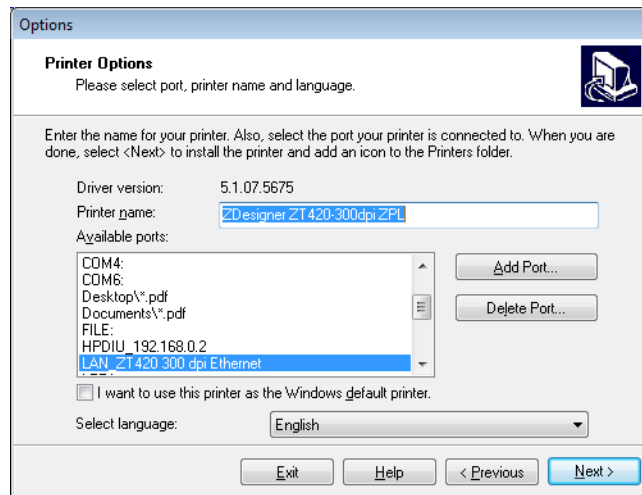 Options
Printer Options
Please select port, printer name and language.
Enter the name for your printer. Also, select the port your printer is connected to. When you are
done, select <Next> to install the printer and add an icon to the Printers folder.
Driver version: 5.1.07.5675
Printer name: ZDesigner ZT420-300dpi ZPL
Available ports:
COM4:
COM6:
Desktop\*.pdf
Documents\*.pdf
FILE:
HPDIU_192.168.0.2
LAN_ZT420 300 dpi Ethernet
Add Port...
Delete Port...
I want to use this printer as the Windows default printer.
Select language: English
Exit Help < Previous Next >